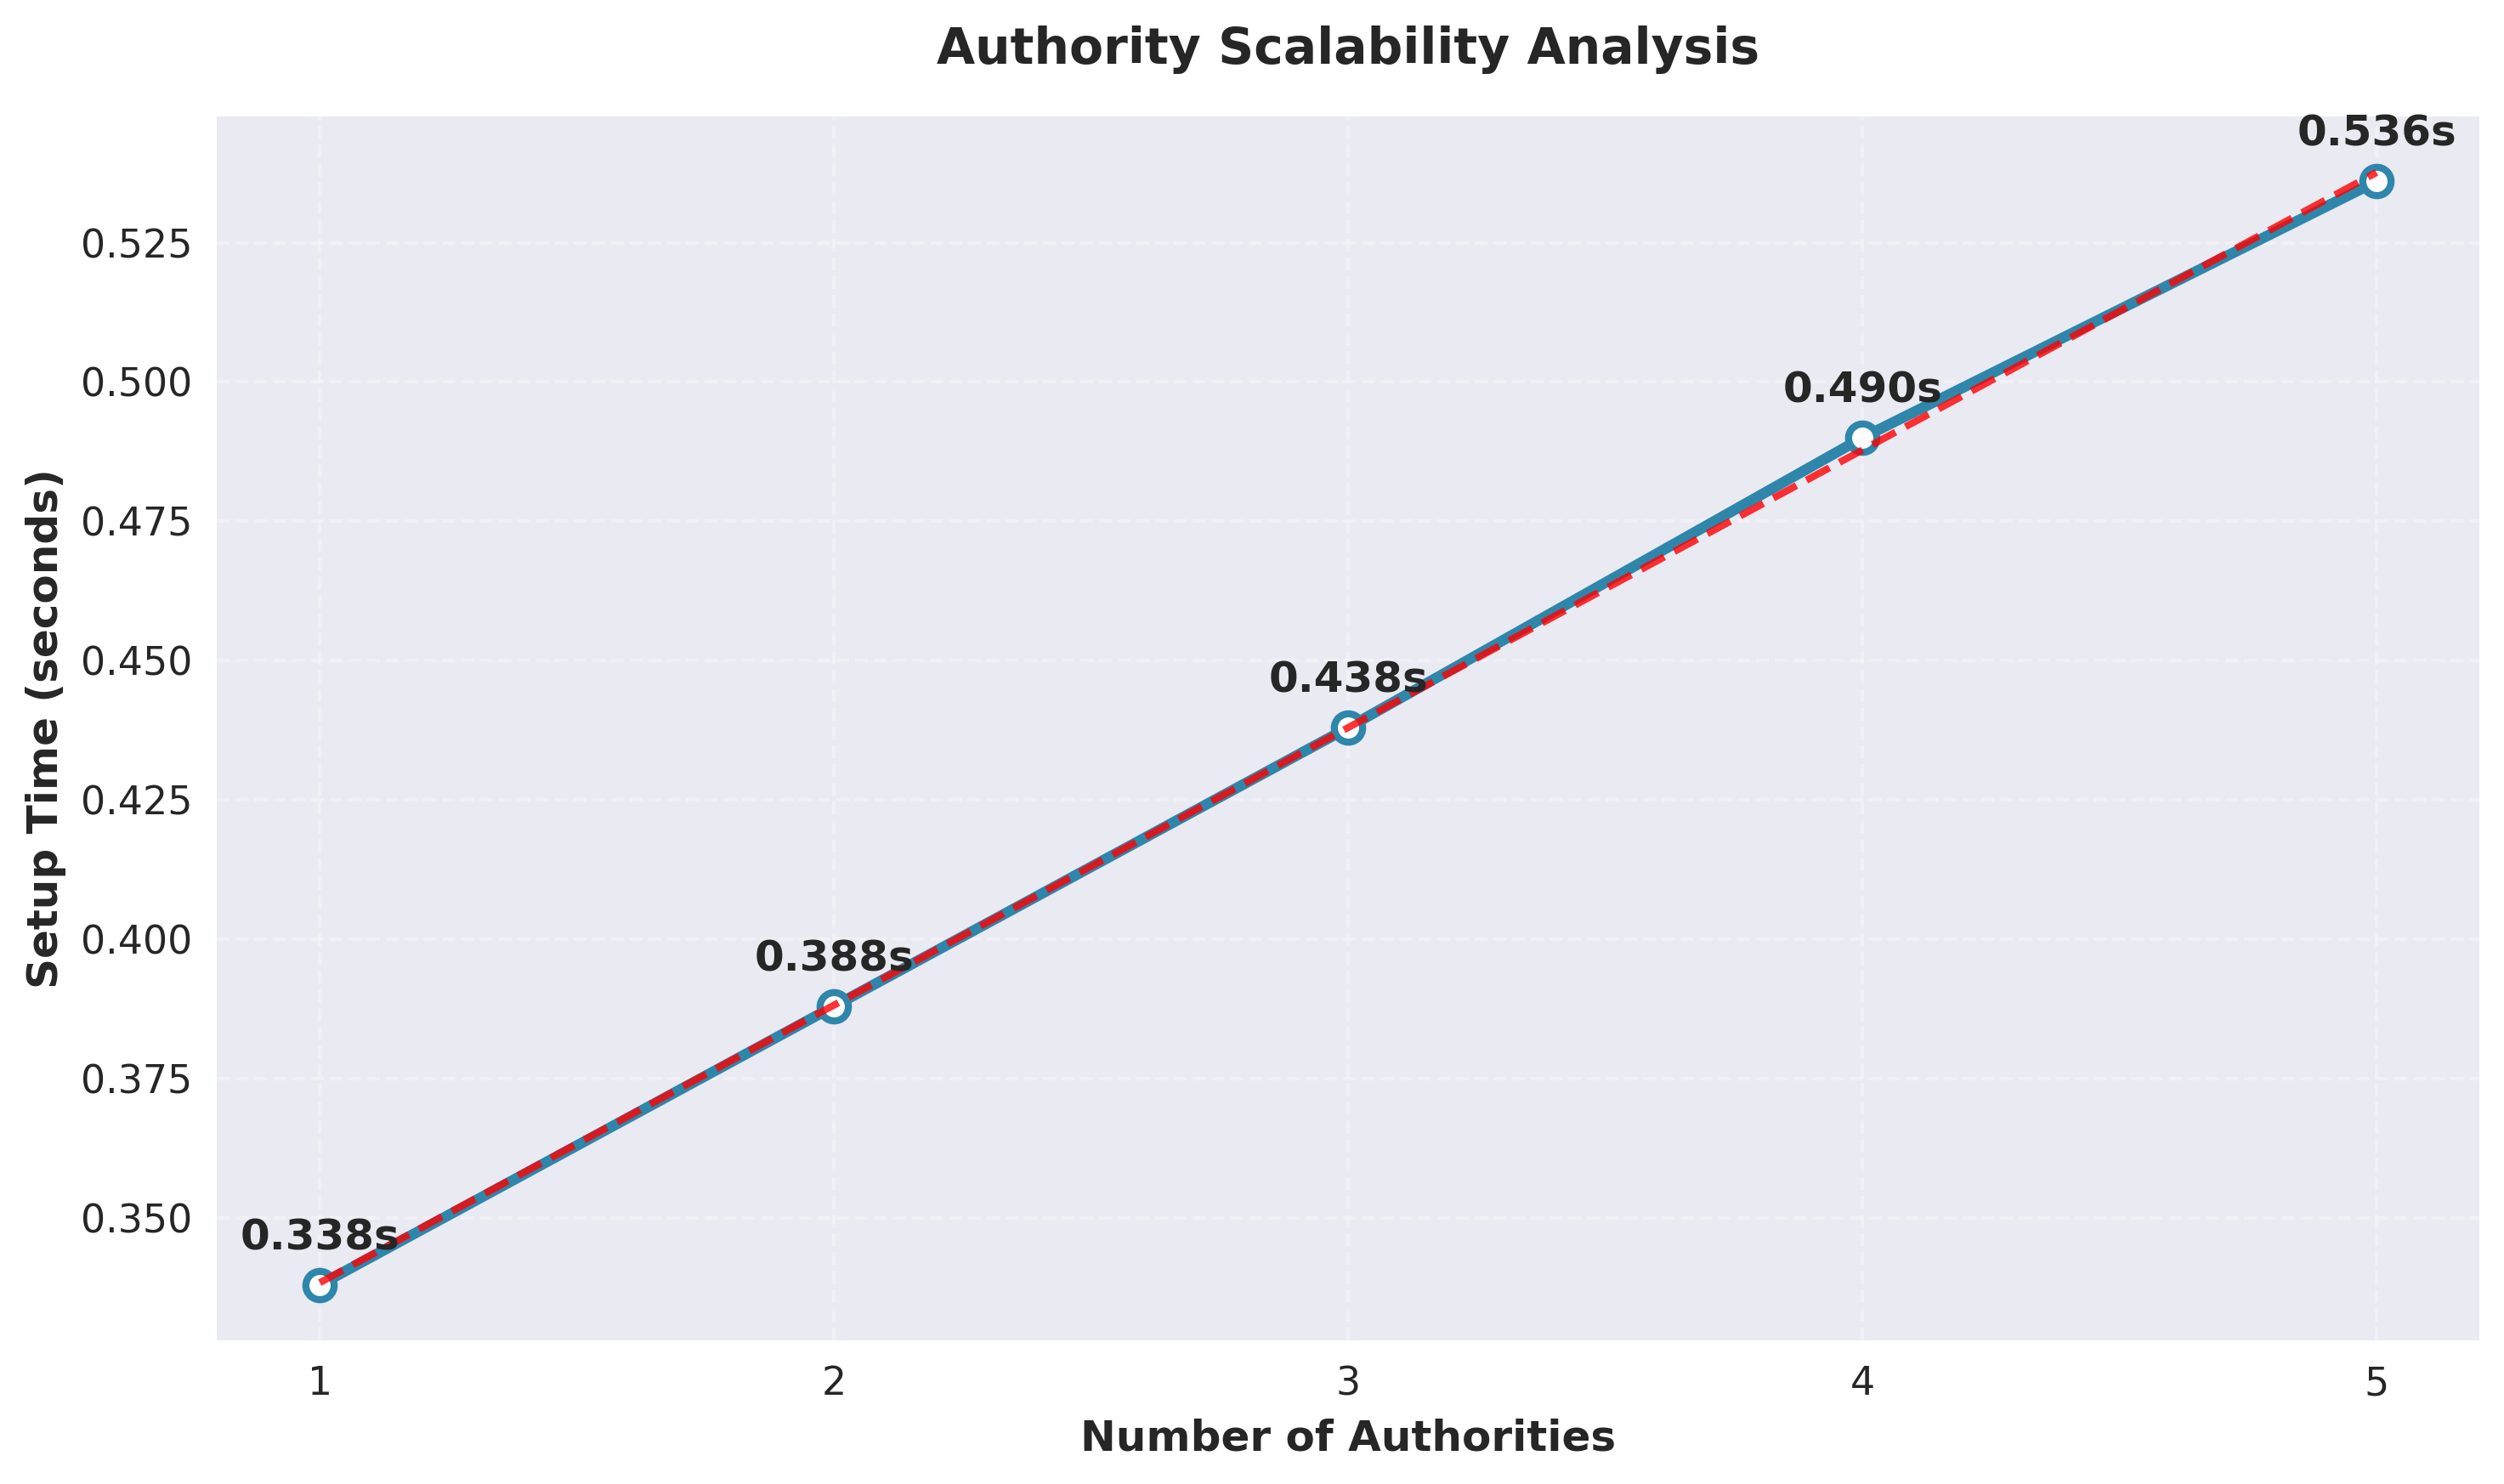 Authority Scalability Analysis
Setup Time (seconds)
0.525
0.500
0.475
0.450
0.425
0.400
0.375
0.350
0.338s
0.388s
0.438s
0.490s
0.536s
1 2 3 4 5
Number of Authorities